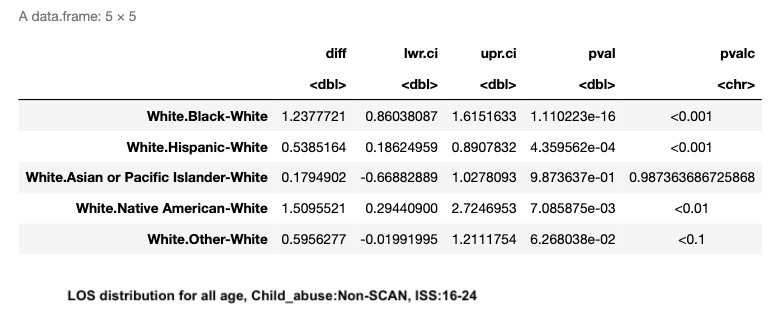 A data.frame: 5 × 5
diff lwr.ci upr.ci pval pvalc
<dbl> <dbl> <dbl> <dbl> <chr>
White.Black-White 1.2377721 0.86038087 1.6151633 1.110223e-16 <0.001
White.Hispanic-White 0.5385164 0.18624959 0.8907832 4.359562e-04 <0.001
White.Asian or Pacific Islander-White 0.1794902 -0.66882889 1.0278093 9.873637e-01 0.987363686725868
White.Native American-White 1.5095521 0.29440900 2.7246953 7.085875e-03 <0.01
White.Other-White 0.5956277 -0.01991995 1.2111754 6.268038e-02 <0.1
LOS distribution for all age, Child_abuse:Non-SCAN, ISS:16-24